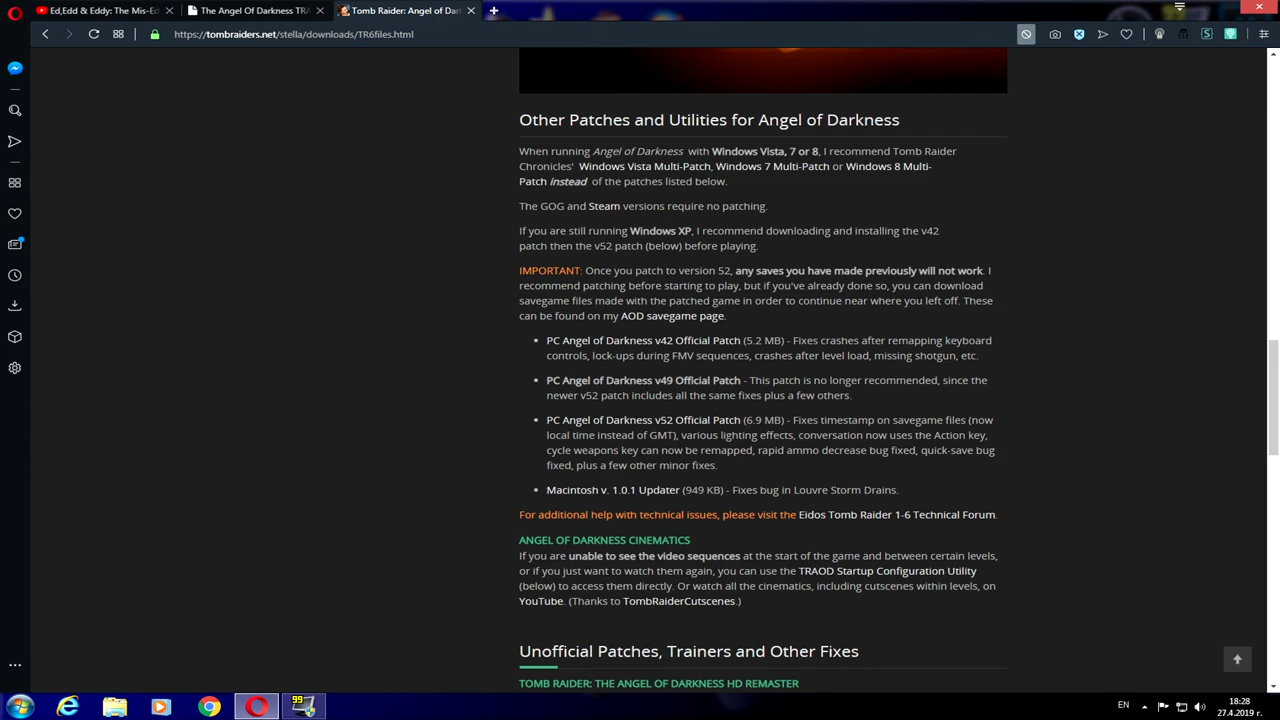 Ed,Edd & Eddy: The Mis-Ed
The Angel Of Darkness TRA
Tomb Raider: Angel of Dar
https://tombraiders.net/stella/downloads/TR6files.html
Other Patches and Utilities for Angel of Darkness
When running Angel of Darkness with Windows Vista, 7 or 8, I recommend Tomb Raider
Chronicles' Windows Vista Multi-Patch, Windows 7 Multi-Patch or Windows 8 Multi-
Patch instead of the patches listed below.
The GOG and Steam versions require no patching.
If you are still running Windows XP, I recommend downloading and installing the v42
patch then the v52 patch (below) before playing.
IMPORTANT: Once you patch to version 52, any saves you have made previously will not work. I
recommend patching before starting to play, but if you've already done so, you can download
savegame files made with the patched game in order to continue near where you left off. These
can be found on my AOD savegame page.
• PC Angel of Darkness v42 Official Patch (5.2 MB) - Fixes crashes after remapping keyboard
controls, lock-ups during FMV sequences, crashes after level load, missing shotgun, etc.
• PC Angel of Darkness v49 Official Patch - This patch is no longer recommended, since the
newer v52 patch includes all the same fixes plus a few others.
• PC Angel of Darkness v52 Official Patch (6.9 MB) - Fixes timestamp on savegame files (now
local time instead of GMT), various lighting effects, conversation now uses the Action key,
cycle weapons key can now be remapped, rapid ammo decrease bug fixed, quick-save bug
fixed, plus a few other minor fixes.
• Macintosh v. 1.0.1 Updater (949 KB) - Fixes bug in Louvre Storm Drains.
For additional help with technical issues, please visit the Eidos Tomb Raider 1-6 Technical Forum.
ANGEL OF DARKNESS CINEMATICS
If you are unable to see the video sequences at the start of the game and between certain levels,
or if you just want to watch them again, you can use the TRAOD Startup Configuration Utility
(below) to access them directly. Or watch all the cinematics, including cutscenes within levels, on
YouTube. (Thanks to TombRaiderCutscenes.)
Unofficial Patches, Trainers and Other Fixes
TOMB RAIDER: THE ANGEL OF DARKNESS HD REMASTER
99
EN
18:28
27.4.2019 г.